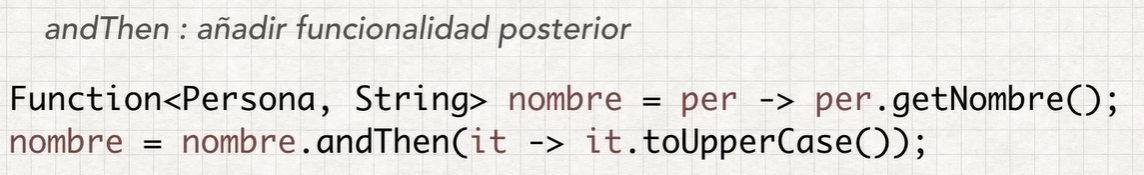 andThen : añadir funcionalidad posterior
Function<Persona, String> nombre = per -> per.getNombre();
nombre = nombre.andThen(it -> it.toUpperCase());